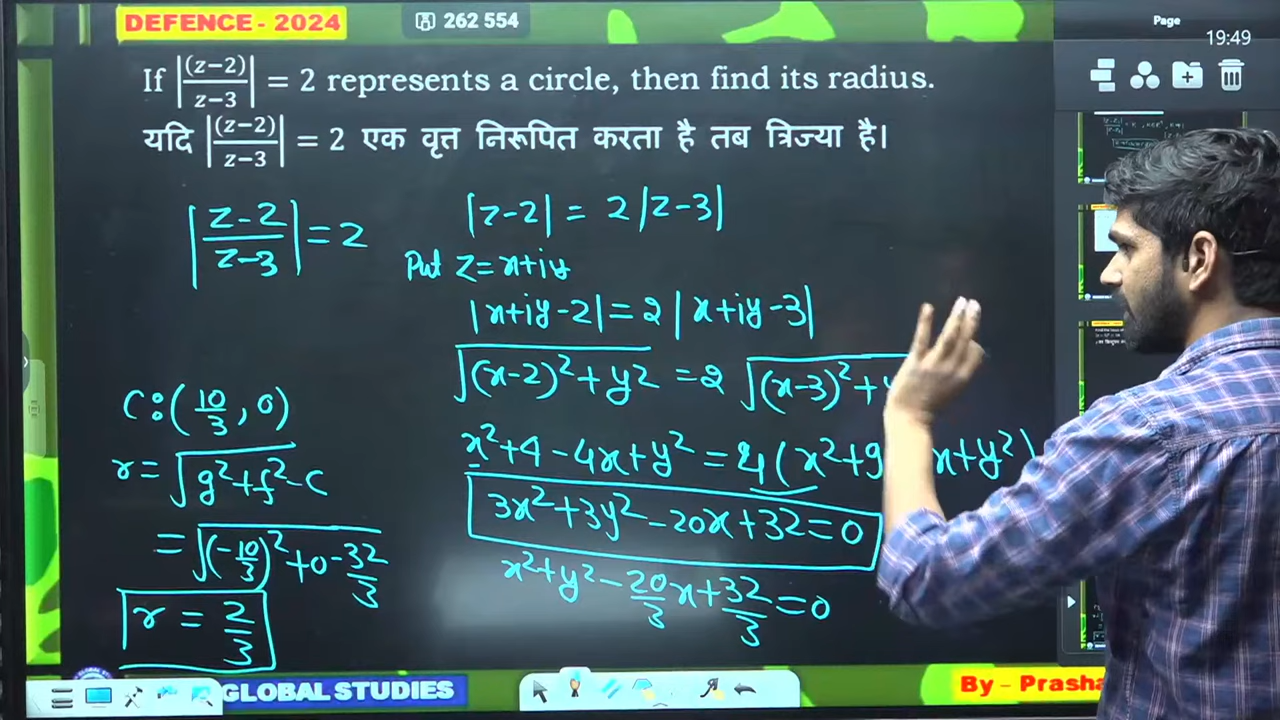 DEFENCE - 2024
262 554
Page
19:49
If |(z−2)/z−3| = 2 represents a circle, then find its radius.
यदि |(z−2)/z−3| = 2 एक वृत्त निरूपित करता है तब त्रिज्या है।
|z-2/z-3| = 2
|z-2| = 2|z-3|
Put z=x+iy
|x+iy-2| = 2|x+iy-3|
√(x-2)²+y² = 2√(x-3)²+y
x²+4-4x+y² = 4(x²+9 x+y²)
3x²+3y²-20x+32=0
x²+y²-20/3x+32/3=0
C:(10/3, 0)
r=√g²+f²-c
=√(-10/3)²+0-32/3
r = 2/3
GLOBAL STUDIES
By – Prasha